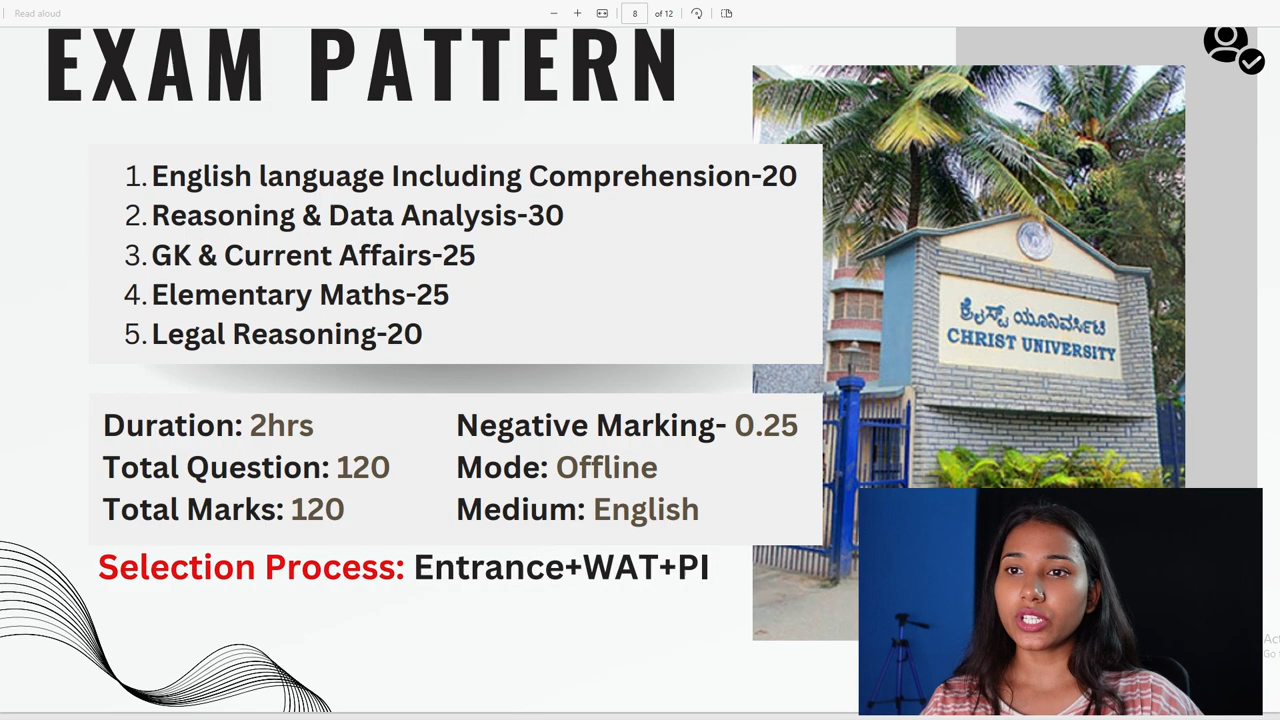 Read aloud
8 of 12
EXAM PATTERN
1. English language Including Comprehension-20
2. Reasoning & Data Analysis-30
3. GK & Current Affairs-25
4. Elementary Maths-25
5. Legal Reasoning-20
ಕ್ರೈಸ್ಟ್ ಯೂನಿವರ್ಸಿಟಿ
CHRIST UNIVERSITY
Duration: 2hrs
Total Question: 120
Total Marks: 120
Negative Marking- 0.25
Mode: Offline
Medium: English
Selection Process: Entrance+WAT+PI